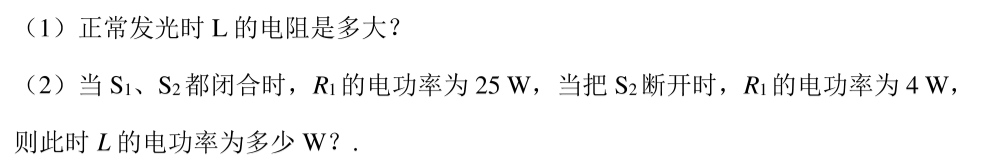 （1）正常发光时 L 的电阻是多大？
（2）当 S1、S2 都闭合时，R1 的电功率为 25 W，当把 S2 断开时，R1 的电功率为 4 W，
则此时 L 的电功率为多少 W？.